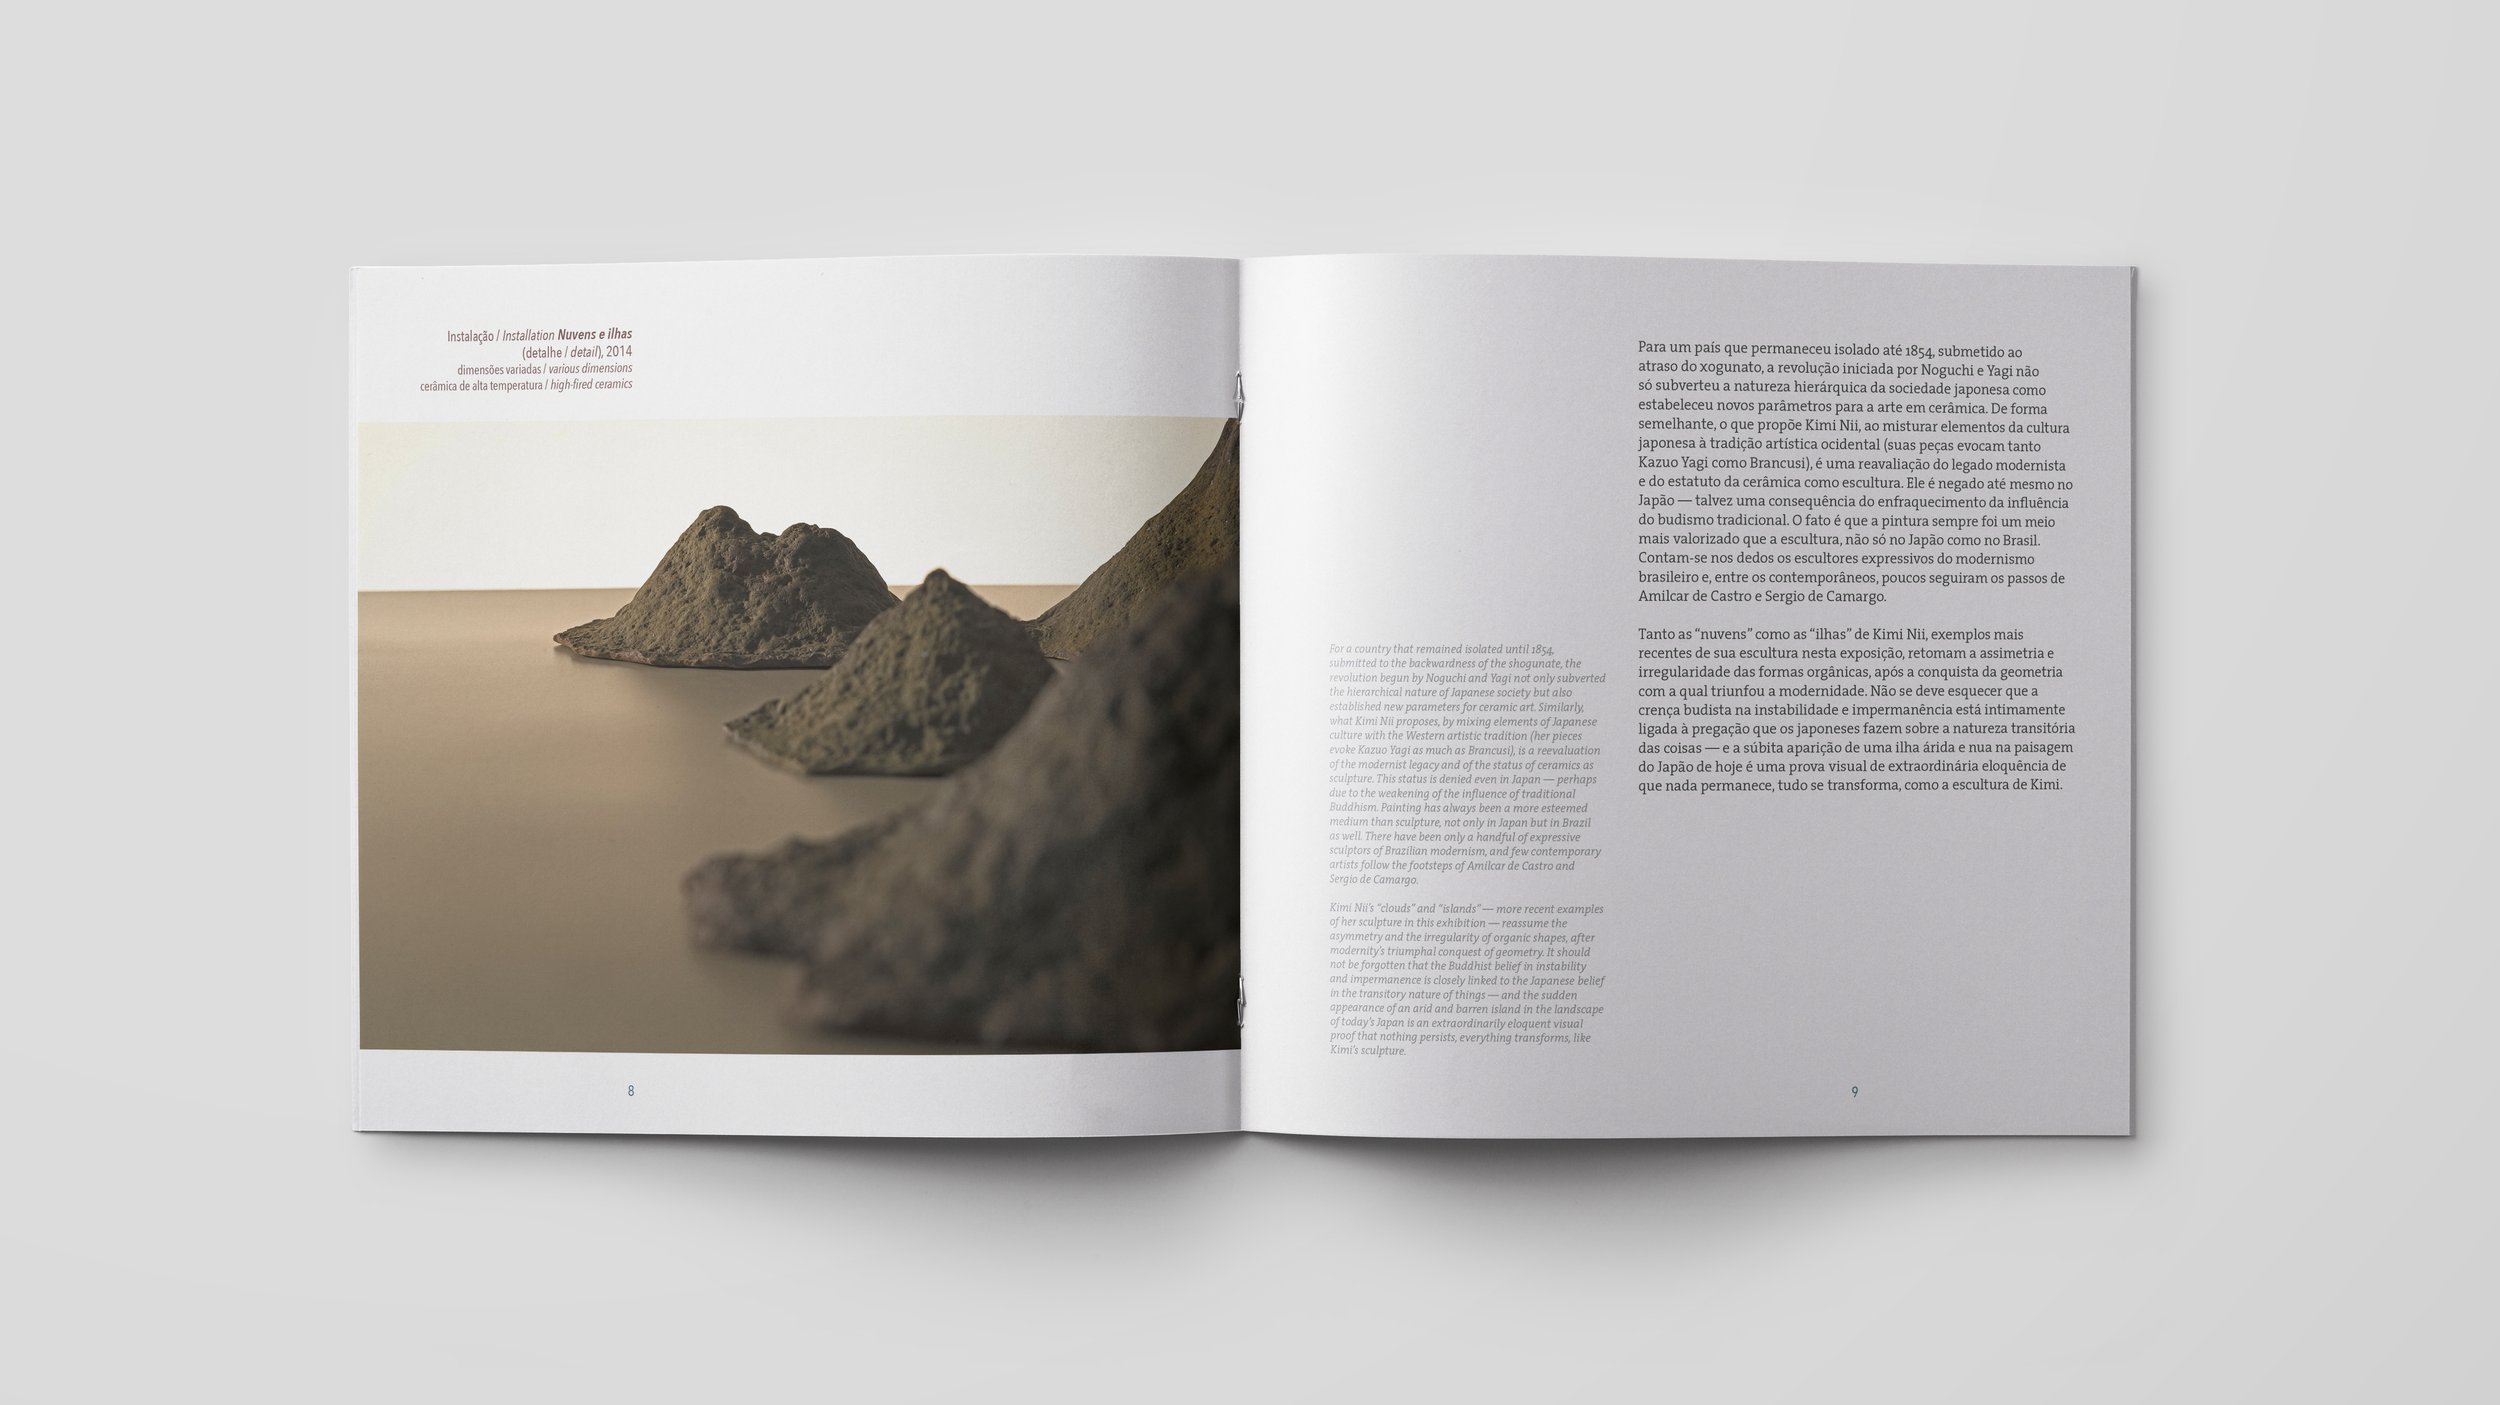 Instalação / Installation Nuvens e ilhas
(detalhe / detail), 2014
dimensões variadas / various dimensions
cerâmica de alta temperatura / high-fired ceramics
8
For a country that remained isolated until 1854,
submitted to the backwardness of the shogunate, the
revolution begun by Noguchi and Yagi not only subverted
the hierarchical nature of Japanese society but also
established new parameters for ceramic art. Similarly,
what Kimi Nii proposes, by mixing elements of Japanese
culture with the Western artistic tradition (her pieces
evoke Kazuo Yagi as much as Brancusi), is a reevaluation
of the modernist legacy and of the status of ceramics as
sculpture. This status is denied even in Japan — perhaps
due to the weakening of the influence of traditional
Buddhism. Painting has always been a more esteemed
medium than sculpture, not only in Japan but in Brazil
as well. There have been only a handful of expressive
sculptors of Brazilian modernism, and few contemporary
artists follow the footsteps of Amilcar de Castro and
Sergio de Camargo.
Kimi Nii's “clouds” and “islands” — more recent examples
of her sculpture in this exhibition — reassume the
asymmetry and the irregularity of organic shapes, after
modernity's triumphal conquest of geometry. It should
not be forgotten that the Buddhist belief in instability
and impermanence is closely linked to the Japanese belief
in the transitory nature of things — and the sudden
appearance of an arid and barren island in the landscape
of today's Japan is an extraordinarily eloquent visual
proof that nothing persists, everything transforms, like
Kimi's sculpture.
Para um país que permaneceu isolado até 1854, submetido ao
atraso do xogunato, a revolução iniciada por Noguchi e Yagi não
só subverteu a natureza hierárquica da sociedade japonesa como
estabeleceu novos parâmetros para a arte em cerâmica. De forma
semelhante, o que propõe Kimi Nii, ao misturar elementos da cultura
japonesa à tradição artística ocidental (suas peças evocam tanto
Kazuo Yagi como Brancusi), é uma reavaliação do legado modernista
e do estatuto da cerâmica como escultura. Ele é negado até mesmo no
Japão — talvez uma consequência do enfraquecimento da influência
do budismo tradicional. O fato é que a pintura sempre foi um meio
mais valorizado que a escultura, não só no Japão como no Brasil.
Contam-se nos dedos os escultores expressivos do modernismo
brasileiro e, entre os contemporâneos, poucos seguiram os passos de
Amilcar de Castro e Sergio de Camargo.
Tanto as “nuvens” como as “ilhas” de Kimi Nii, exemplos mais
recentes de sua escultura nesta exposição, retomam a assimetria e
irregularidade das formas orgânicas, após a conquista da geometria
com a qual triunfou a modernidade. Não se deve esquecer que a
crença budista na instabilidade e impermanência está intimamente
ligada à pregação que os japoneses fazem sobre a natureza transitória
das coisas — e a súbita aparição de uma ilha árida e nua na paisagem
do Japão de hoje é uma prova visual de extraordinária eloquência de
que nada permanece, tudo se transforma, como a escultura de Kimi.
9